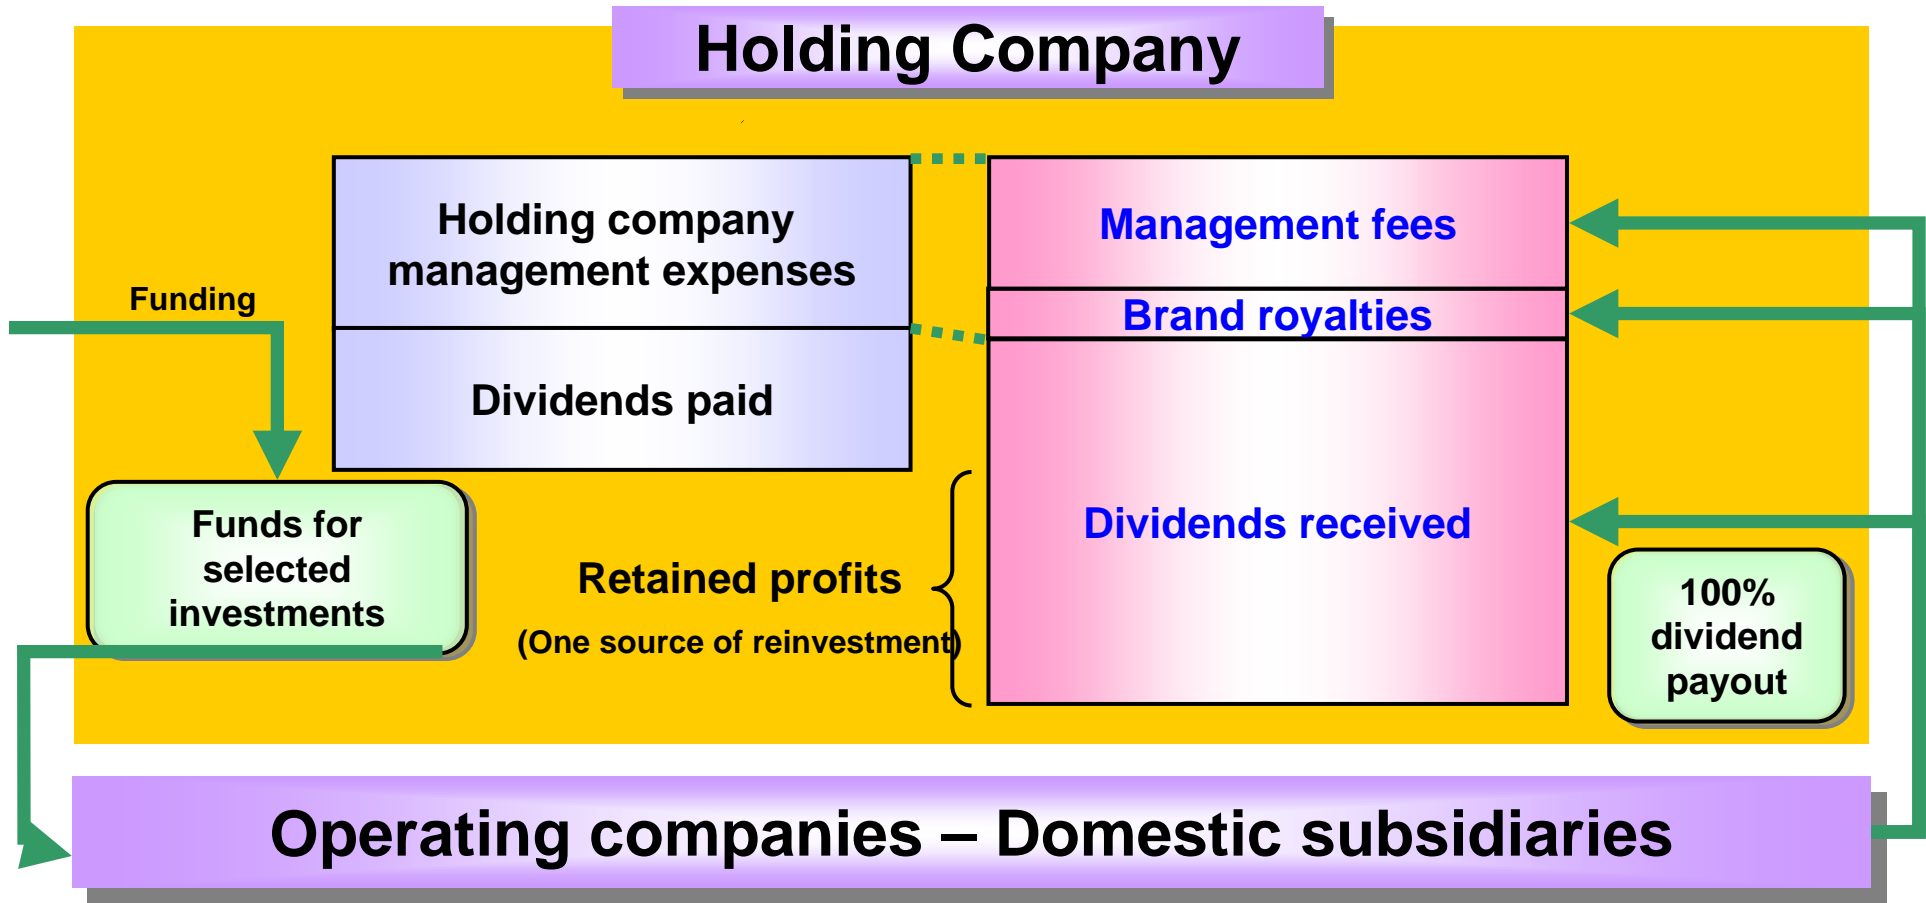 Holding Company
Holding company
management expenses
Management fees
Funding
Brand royalties
Dividends paid
Funds for
selected
investments
Dividends received
Retained profits
(One source of reinvestment)
100%
dividend
payout
Operating companies – Domestic subsidiaries